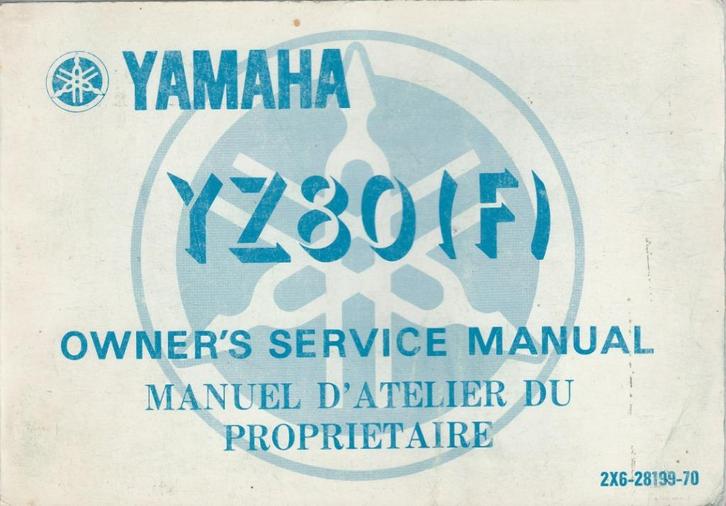 YAMAHA
YZ80(F)
OWNER'S SERVICE MANUAL
MANUEL D'ATELIER DU
PROPRIETAIRE
2X6-28199-70